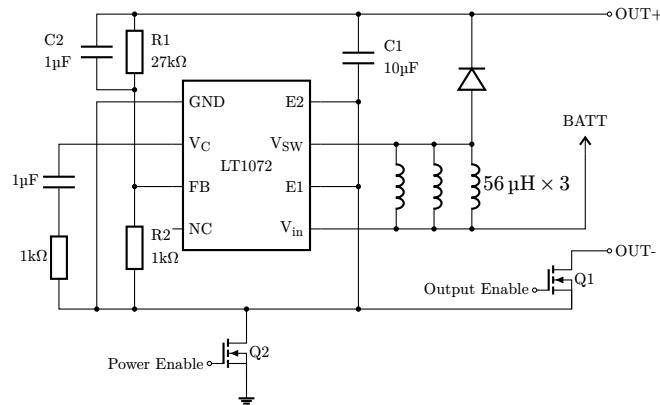 OUT+
C2
1µF
R1
27kΩ
C1
10µF
GND
E2
BATT
V_C
V_SW
LT1072
1µF
FB
E1
56 µH × 3
NC
V_in
R2
1kΩ
1kΩ
OUT-
Output Enable
Q1
Power Enable
Q2